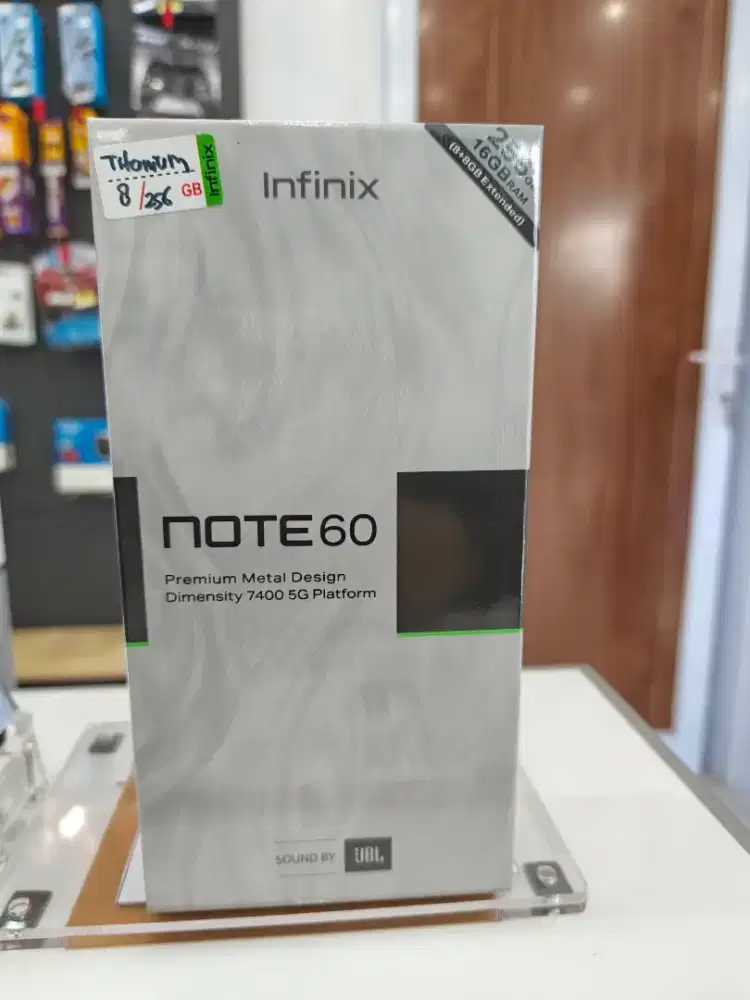 TITANIUM
8/256 GB
Infinix
Infinix
256GB
16GB RAM
(8+8GB Extended)
NOTE60
Premium Metal Design
Dimensity 7400 5G Platform
SOUND BY JBL